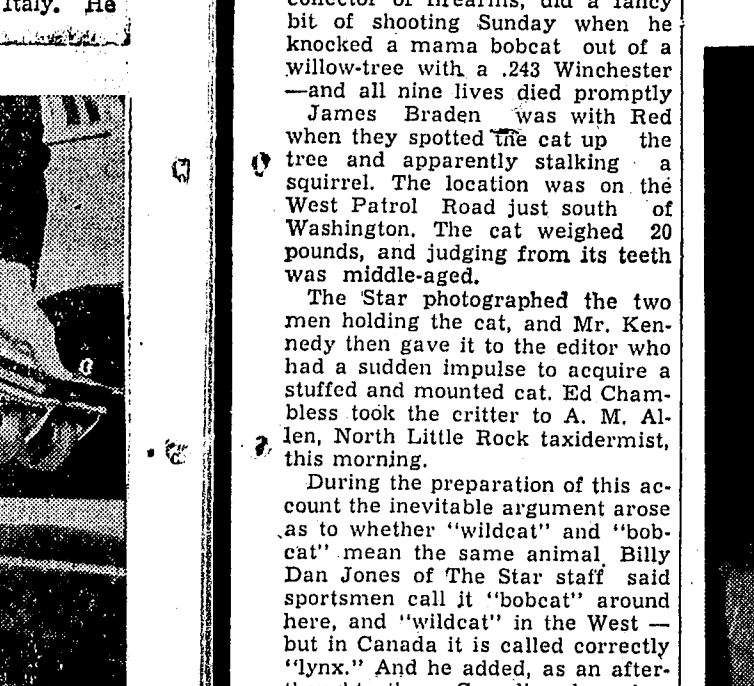 Italy. He
collector of firearms, did a fancy
bit of shooting Sunday when he
knocked a mama bobcat out of a
willow-tree with a .243 Winchester
—and all nine lives died promptly
James Braden was with Red
when they spotted the cat up the
tree and apparently stalking a
squirrel. The location was on the
West Patrol Road just south of
Washington. The cat weighed 20
pounds, and judging from its teeth
was middle-aged.
The Star photographed the two
men holding the cat, and Mr. Ken-
nedy then gave it to the editor who
had a sudden impulse to acquire a
stuffed and mounted cat. Ed Cham-
bless took the critter to A. M. Al-
len, North Little Rock taxidermist,
this morning.
During the preparation of this ac-
count the inevitable argument arose
as to whether "wildcat" and "bob-
cat" mean the same animal. Billy
Dan Jones of The Star staff said
sportsmen call it "bobcat" around
here, and "wildcat" in the West —
but in Canada it is called correctly
"lynx." And he added, as an after-